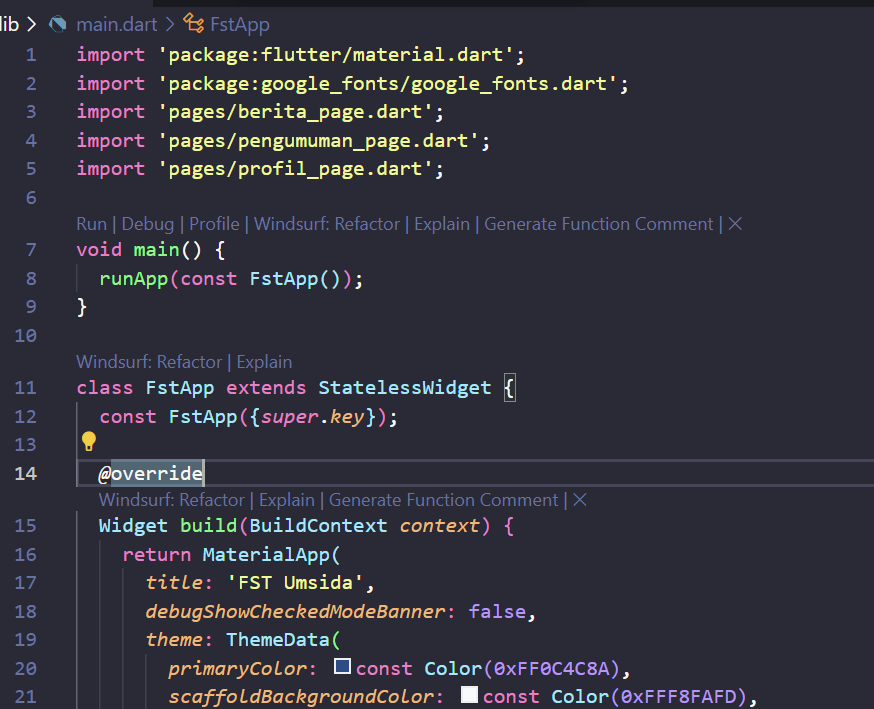 lib > main.dart > FstApp
1 import 'package:flutter/material.dart';
2 import 'package:google_fonts/google_fonts.dart';
3 import 'pages/berita_page.dart';
4 import 'pages/pengumuman_page.dart';
5 import 'pages/profil_page.dart';
6
Run | Debug | Profile | Windsurf: Refactor | Explain | Generate Function Comment | ×
7 void main() {
8   runApp(const FstApp());
9 }
10
Windsurf: Refactor | Explain
11 class FstApp extends StatelessWidget {
12   const FstApp({super.key});
13
14   @override
Windsurf: Refactor | Explain | Generate Function Comment | ×
15   Widget build(BuildContext context) {
16     return MaterialApp(
17       title: 'FST Umsida',
18       debugShowCheckedModeBanner: false,
19       theme: ThemeData(
20         primaryColor: const Color(0xFF0C4C8A),
21         scaffoldBackgroundColor: const Color(0xFFF8FAFD),